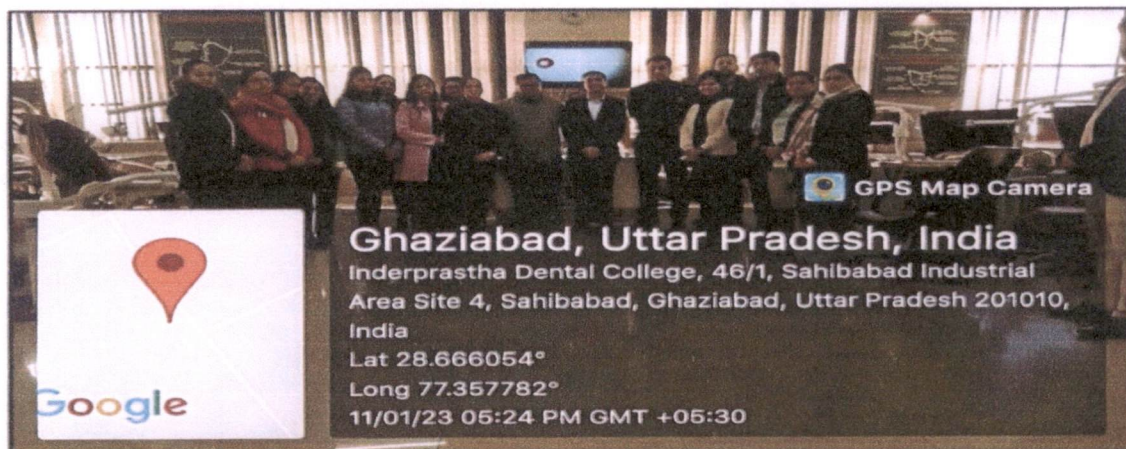 GPS Map Camera
Ghaziabad, Uttar Pradesh, India
Inderprastha Dental College, 46/1, Sahibabad Industrial
Area Site 4, Sahibabad, Ghaziabad, Uttar Pradesh 201010,
India
Lat 28.666054°
Long 77.357782°
11/01/23 05:24 PM GMT +05:30
Google